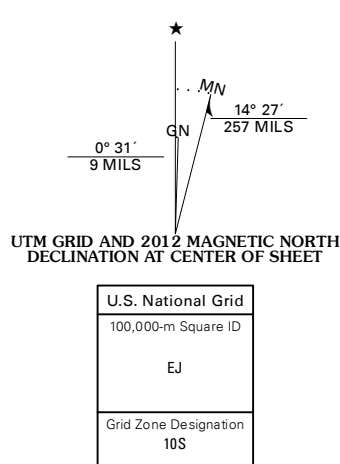 ★
MN
14° 27´
257 MILS
GN
0° 31´
9 MILS
UTM GRID AND 2012 MAGNETIC NORTH
DECLINATION AT CENTER OF SHEET
U.S. National Grid
100,000-m Square ID
EJ
Grid Zone Designation
10S